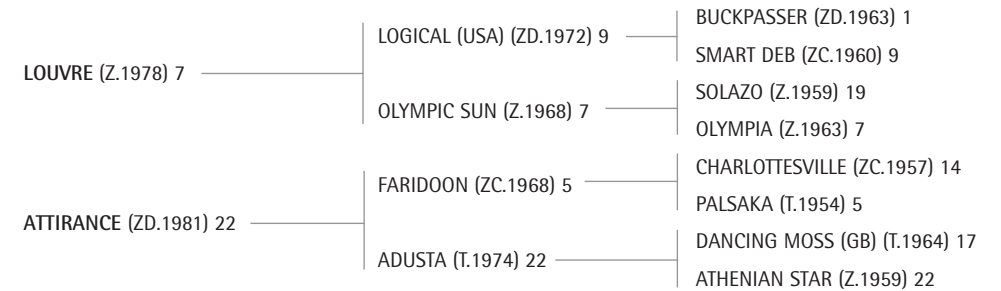 BUCKPASSER (ZD.1963) 1
LOGICAL (USA) (ZD.1972) 9
SMART DEB (ZC.1960) 9
LOUVRE (Z.1978) 7
SOLAZO (Z.1959) 19
OLYMPIC SUN (Z.1968) 7
OLYMPIA (Z.1963) 7
CHARLOTTESVILLE (ZC.1957) 14
FARIDOON (ZC.1968) 5
PALSAKA (T.1954) 5
ATTIRANCE (ZD.1981) 22
DANCING MOSS (GB) (T.1964) 17
ADUSTA (T.1974) 22
ATHENIAN STAR (Z.1959) 22